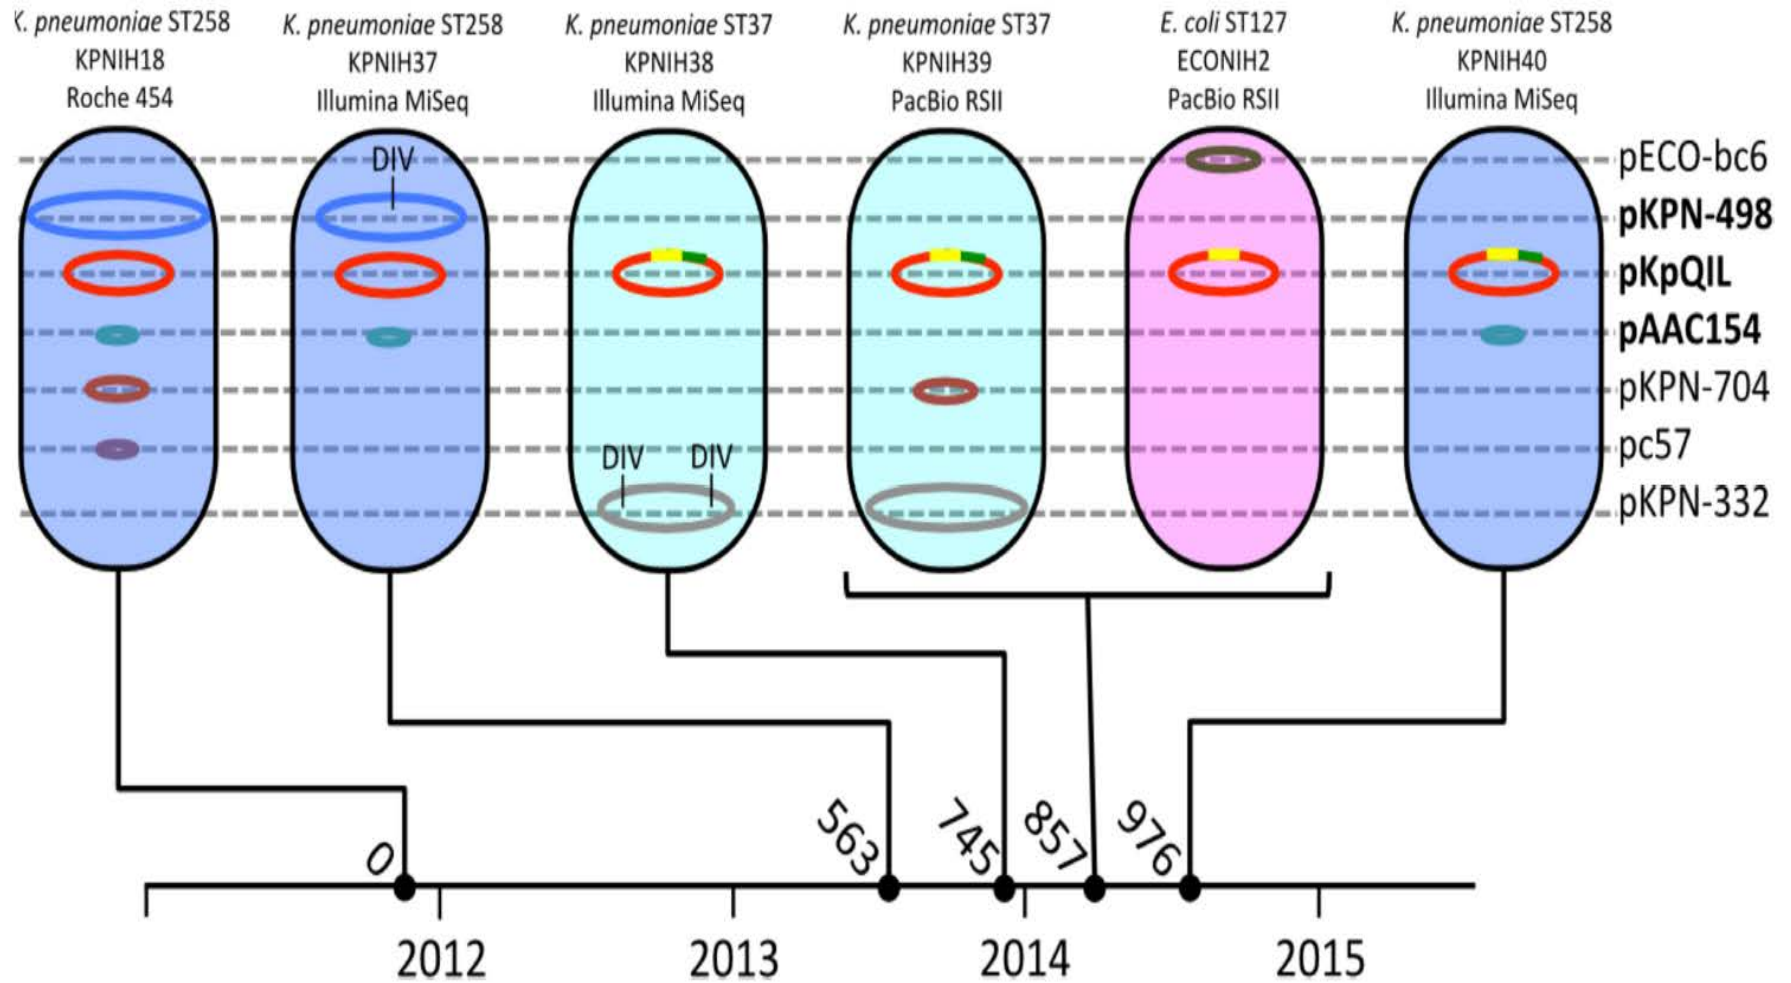 K. pneumoniae ST258
KPNIH18
Roche 454
K. pneumoniae ST258
KPNIH37
Illumina MiSeq
K. pneumoniae ST37
KPNIH38
Illumina MiSeq
K. pneumoniae ST37
KPNIH39
PacBio RSII
E. coli ST127
ECONIH2
PacBio RSII
K. pneumoniae ST258
KPNIH40
Illumina MiSeq
DIV
DIV DIV
pECO-bc6
pKPN-498
pKpQIL
pAAC154
pKPN-704
pc57
pKPN-332
0 563 745 857 976
2012 2013 2014 2015